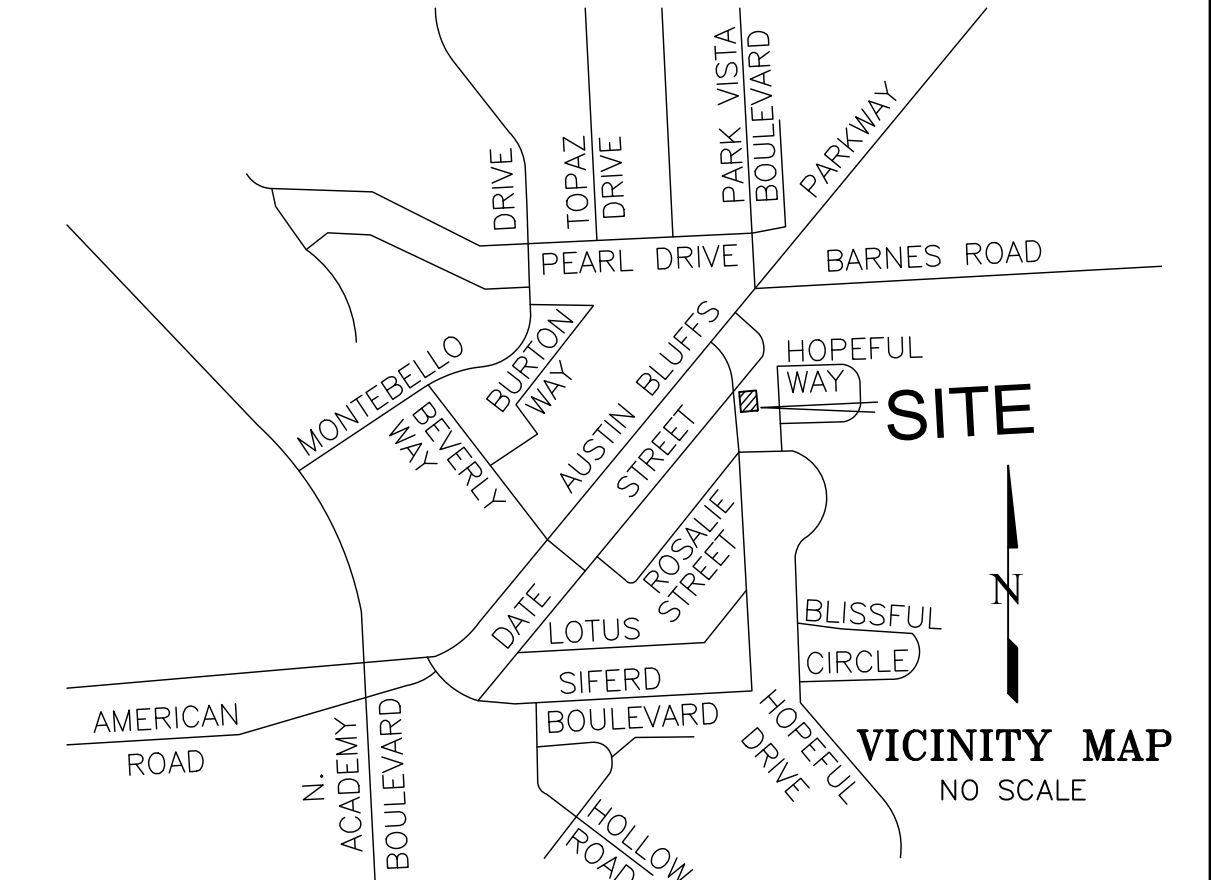 PARK VISTA
BOULEVARD
PARKWAY
DRIVE
TOPAZ
DRIVE
PEARL DRIVE
BARNES ROAD
BURTON
WAY
AUSTIN BLUFFS
HOPEFUL
WAY
MONTEBELLO
BEVERLY
WAY
SITE
STREET
ROSALIE
STREET
N
DATE
LOTUS
BLISSFUL
CIRCLE
SIFERD
BOULEVARD
AMERICAN
ROAD
N.
ACADEMY
BOULEVARD
HOPEFUL
DRIVE
VICINITY MAP
NO SCALE
HOLLOW
ROAD